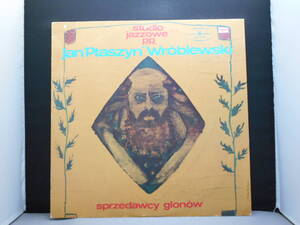 studio
jazzowe
PR
jan Ptaszyn Wróblewski
sprzedawcy glonów